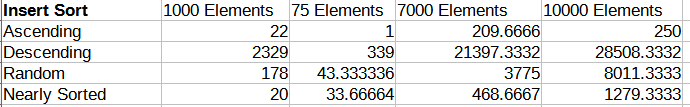 Insert Sort 1000 Elements 75 Elements 7000 Elements 10000 Elements
Ascending 22 1 209.6666 250
Descending 2329 339 21397.3332 28508.3332
Random 178 43.333336 3775 8011.3333
Nearly Sorted 20 33.66664 468.6667 1279.3333